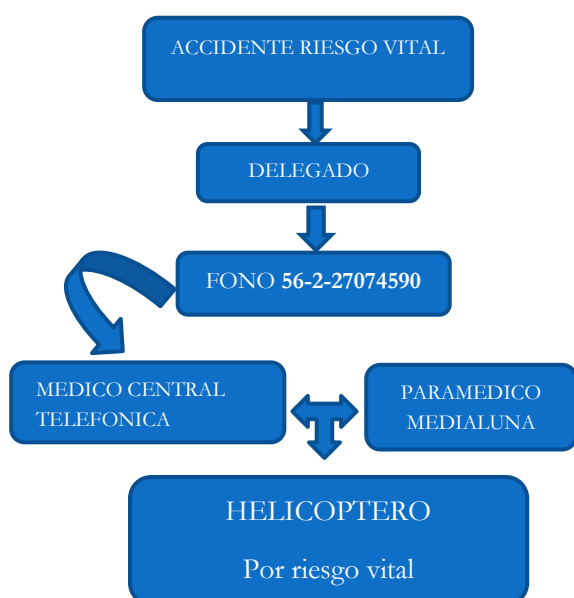 ACCIDENTE RIESGO VITAL
DELEGADO
FONO 56-2-27074590
MEDICO CENTRAL
TELEFONICA
PARAMEDICO
MEDIALUNA
HELICOPTERO
Por riesgo vital